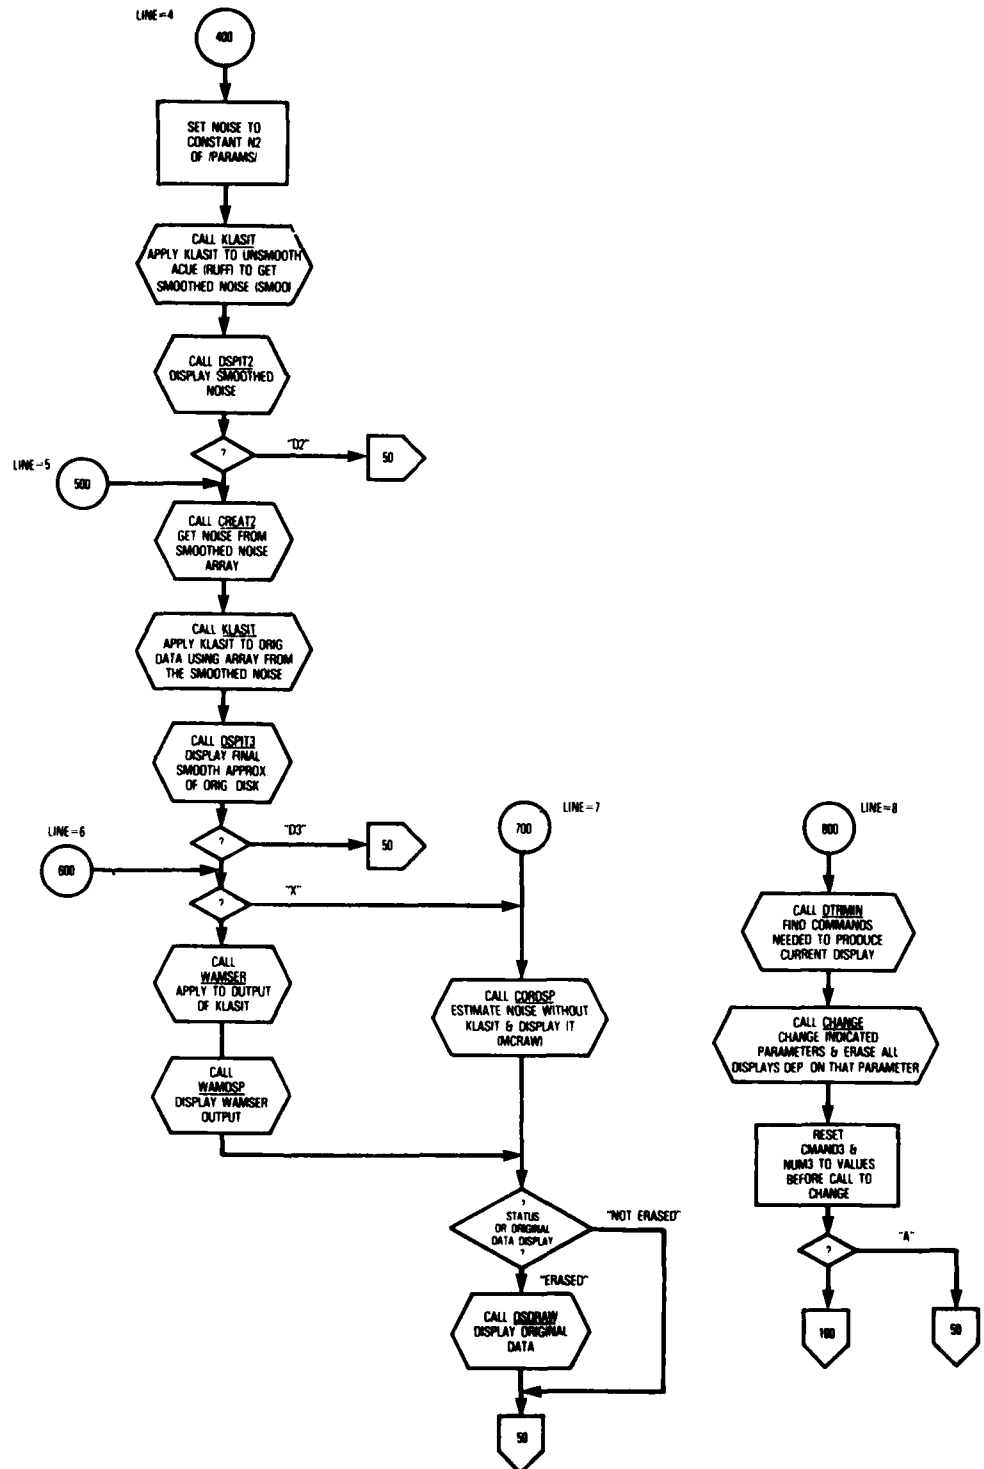 LINE=4
400
SET NOISE TO
CONSTANT N2
OF /PARAMS/
CALL KLASIT
APPLY KLASIT TO UNSMOOTH
ACUE (RUFF) TO GET
SMOOTHED NOISE (SMOO)
CALL DSPIT2
DISPLAY SMOOTHED
NOISE
?
"D2"
50
LINE=5
500
CALL CREAT2
GET NOISE FROM
SMOOTHED NOISE
ARRAY
CALL KLASIT
APPLY KLASIT TO ORIG
DATA USING ARRAY FROM
THE SMOOTHED NOISE
CALL DSPIT3
DISPLAY FINAL
SMOOTH APPROX.
OF ORIG DISK
?
"D3"
50
LINE=6
600
?
"X"
CALL
WAMSER
APPLY TO OUTPUT
OF KLASIT
CALL
WAMDSP
DISPLAY WAMSER
OUTPUT
LINE=7
700
CALL CORDSP
ESTIMATE NOISE WITHOUT
KLASIT & DISPLAY IT
(MCRAW)
?
STATUS
OR ORIGINAL
DATA DISPLAY
?
"NOT ERASED"
"ERASED"
CALL DSDRAW
DISPLAY ORIGINAL
DATA
50
LINE=8
800
CALL DTRMIN
FIND COMMANDS
NEEDED TO PRODUCE
CURRENT DISPLAY
CALL CHANGE
CHANGE INDICATED
PARAMETERS & ERASE ALL
DISPLAYS DEP ON THAT PARAMETER
RESET
CMAND3 &
NUM3 TO VALUES
BEFORE CALL TO
CHANGE
?
"A"
100
50